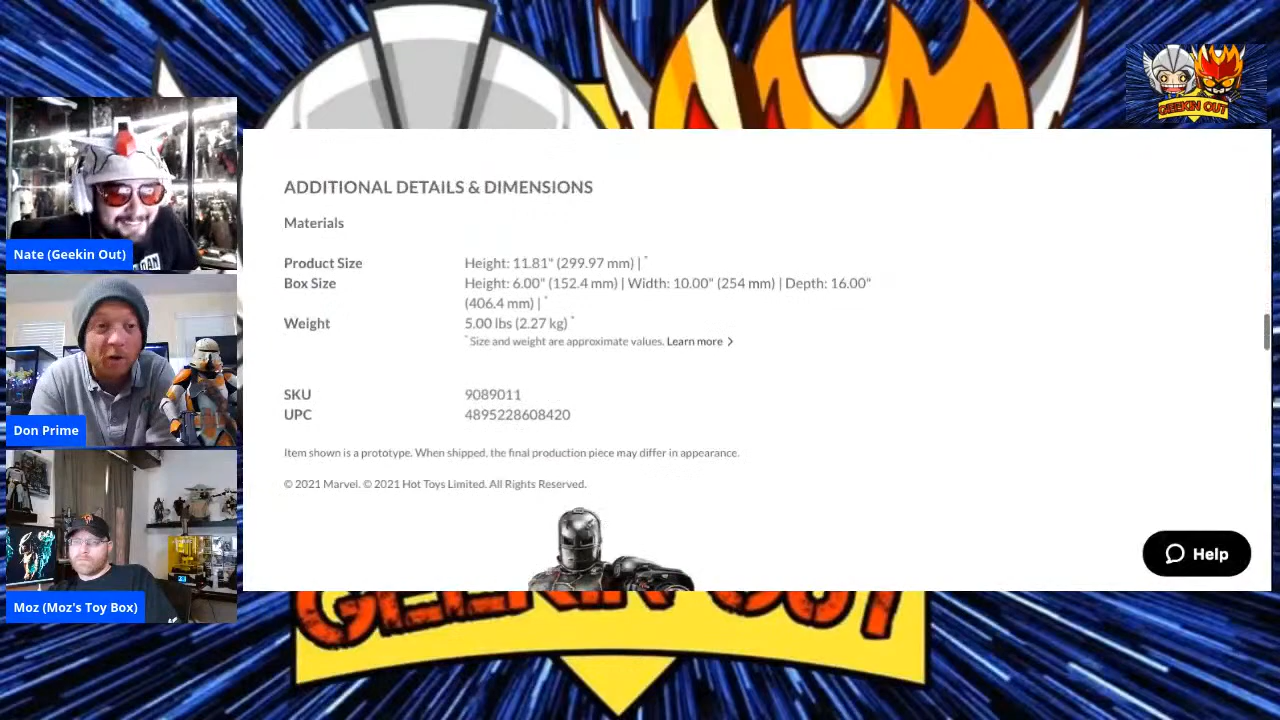 GEEKIN OUT
Nate (Geekin Out)
Don Prime
Moz (Moz's Toy Box)
ADDITIONAL DETAILS & DIMENSIONS
Materials
Product Size Height: 11.81" (299.97 mm) | *
Box Size Height: 6.00" (152.4 mm) | Width: 10.00" (254 mm) | Depth: 16.00"
(406.4 mm) | *
Weight 5.00 lbs (2.27 kg) *
* Size and weight are approximate values. Learn more >
SKU 9089011
UPC 4895228608420
Item shown is a prototype. When shipped, the final production piece may differ in appearance.
© 2021 Marvel. © 2021 Hot Toys Limited. All Rights Reserved.
Help
GEEKIN OUT